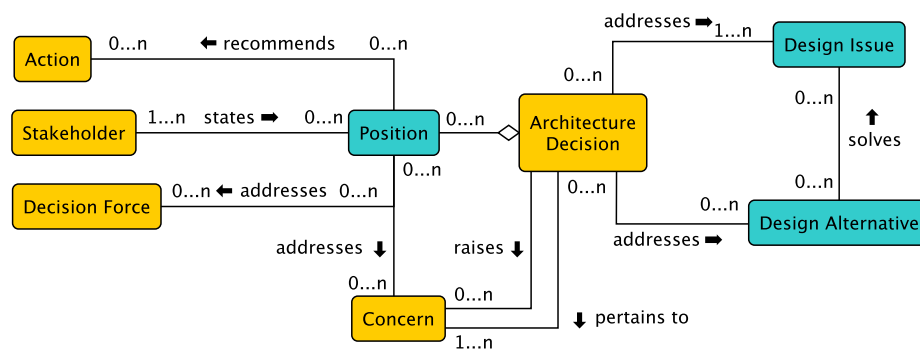 addresses
1...n
Action
0...n
recommends
0...n
Design Issue
0...n
0...n
Stakeholder
1...n
states
0...n
Position
0...n
Architecture
Decision
solves
0...n
0...n
Decision Force
0...n
addresses
0...n
0...n
0...n
Design Alternative
addresses
raises
addresses
0...n
0...n
Concern
pertains to
1...n